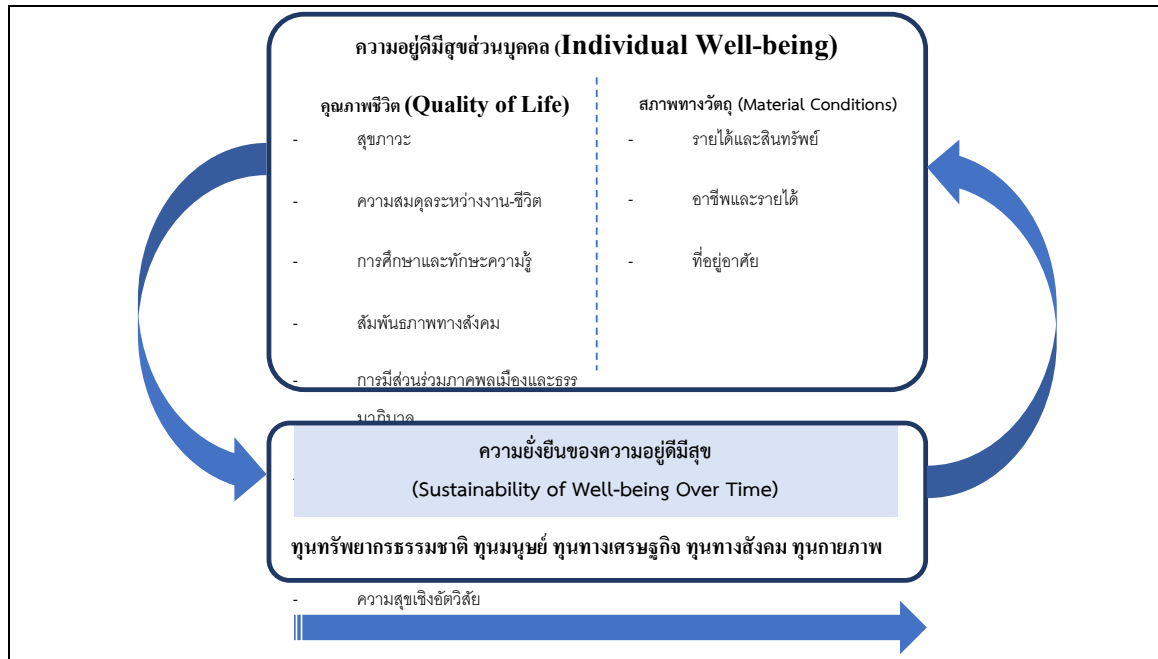 ความอยู่ดีมีสุขส่วนบุคคล (Individual Well-being)
คุณภาพชีวิต (Quality of Life)
- สุขภาวะ
- ความสมดุลระหว่างงาน-ชีวิต
- การศึกษาและทักษะความรู้
- สัมพันธภาพทางสังคม
- การมีส่วนร่วมภาคพลเมืองและธรร
มาภิบาล
สภาพทางวัตถุ (Material Conditions)
- รายได้และสินทรัพย์
- อาชีพและรายได้
- ที่อยู่อาศัย
ความยั่งยืนของความอยู่ดีมีสุข
(Sustainability of Well-being Over Time)
ทุนทรัพยากรธรรมชาติ ทุนมนุษย์ ทุนทางเศรษฐกิจ ทุนทางสังคม ทุนกายภาพ
- ความสุขเชิงอัตวิสัย